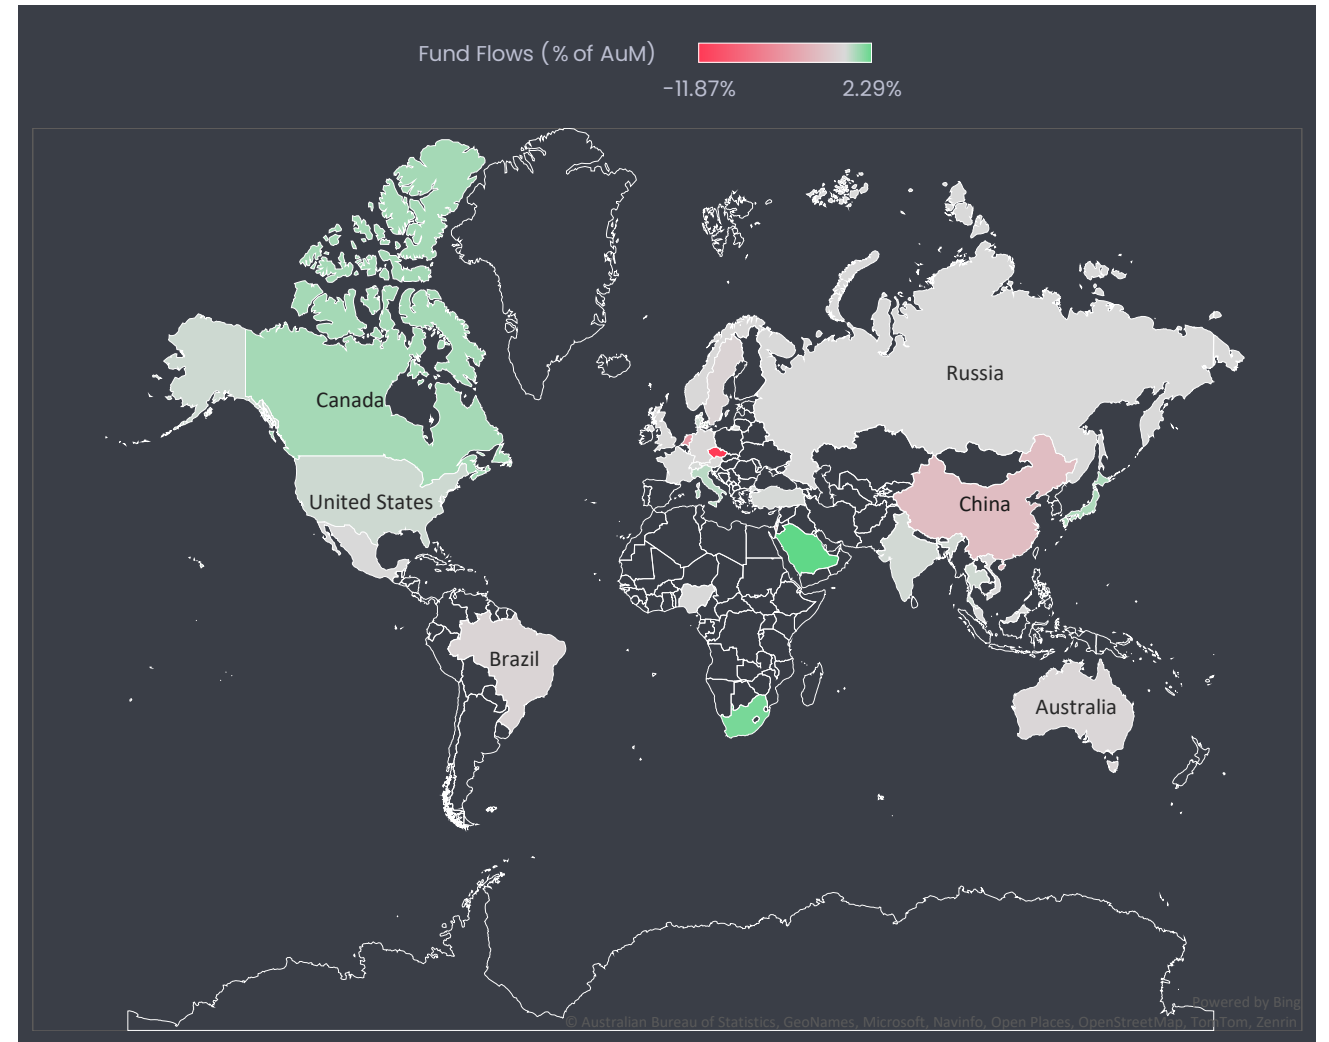 Fund Flows (% of AuM)
-11.87%
2.29%
Canada
Russia
United States
China
Brazil
Australia
Powered by Bing
© Australian Bureau of Statistics, GeoNames, Microsoft, Navinfo, Open Places, OpenStreetMap, TomTom, Zenrin